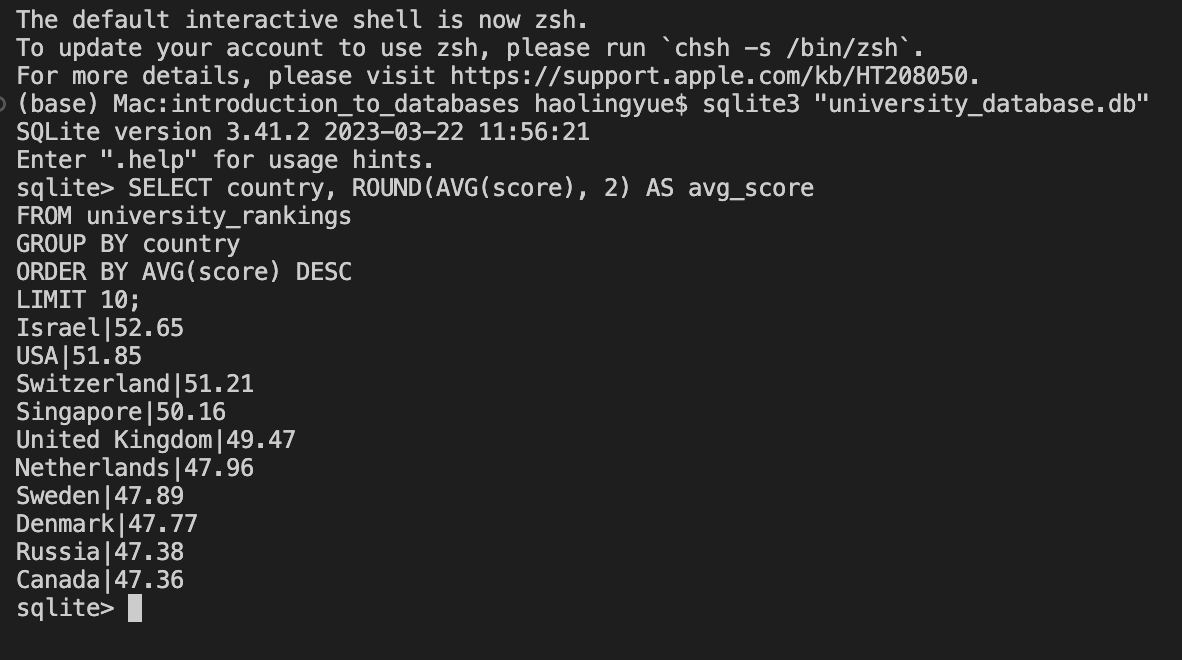 The default interactive shell is now zsh.
To update your account to use zsh, please run `chsh -s /bin/zsh`.
For more details, please visit https://support.apple.com/kb/HT208050.
(base) Mac:introduction_to_databases haolingyue$ sqlite3 "university_database.db"
SQLite version 3.41.2 2023-03-22 11:56:21
Enter ".help" for usage hints.
sqlite> SELECT country, ROUND(AVG(score), 2) AS avg_score
FROM university_rankings
GROUP BY country
ORDER BY AVG(score) DESC
LIMIT 10;
Israel|52.65
USA|51.85
Switzerland|51.21
Singapore|50.16
United Kingdom|49.47
Netherlands|47.96
Sweden|47.89
Denmark|47.77
Russia|47.38
Canada|47.36
sqlite>